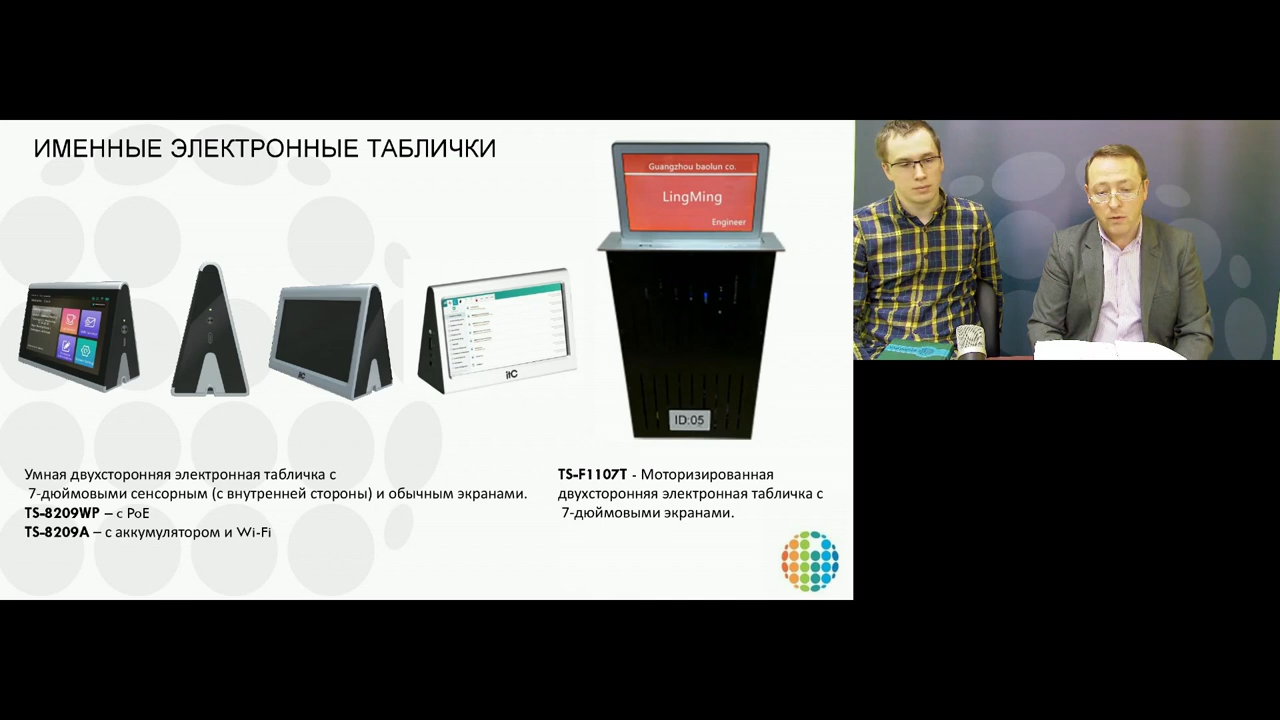 ИМЕННЫЕ ЭЛЕКТРОННЫЕ ТАБЛИЧКИ
Guangzhou baolun co.
LingMing
Engineer
itC
itC
ID:05
Умная двухсторонняя электронная табличка с
7-дюймовыми сенсорным (с внутренней стороны) и обычным экранами.
TS-8209WP – с PoE
TS-8209A – с аккумулятором и Wi-Fi
TS-F1107T - Моторизированная
двухсторонняя электронная табличка с
7-дюймовыми экранами.